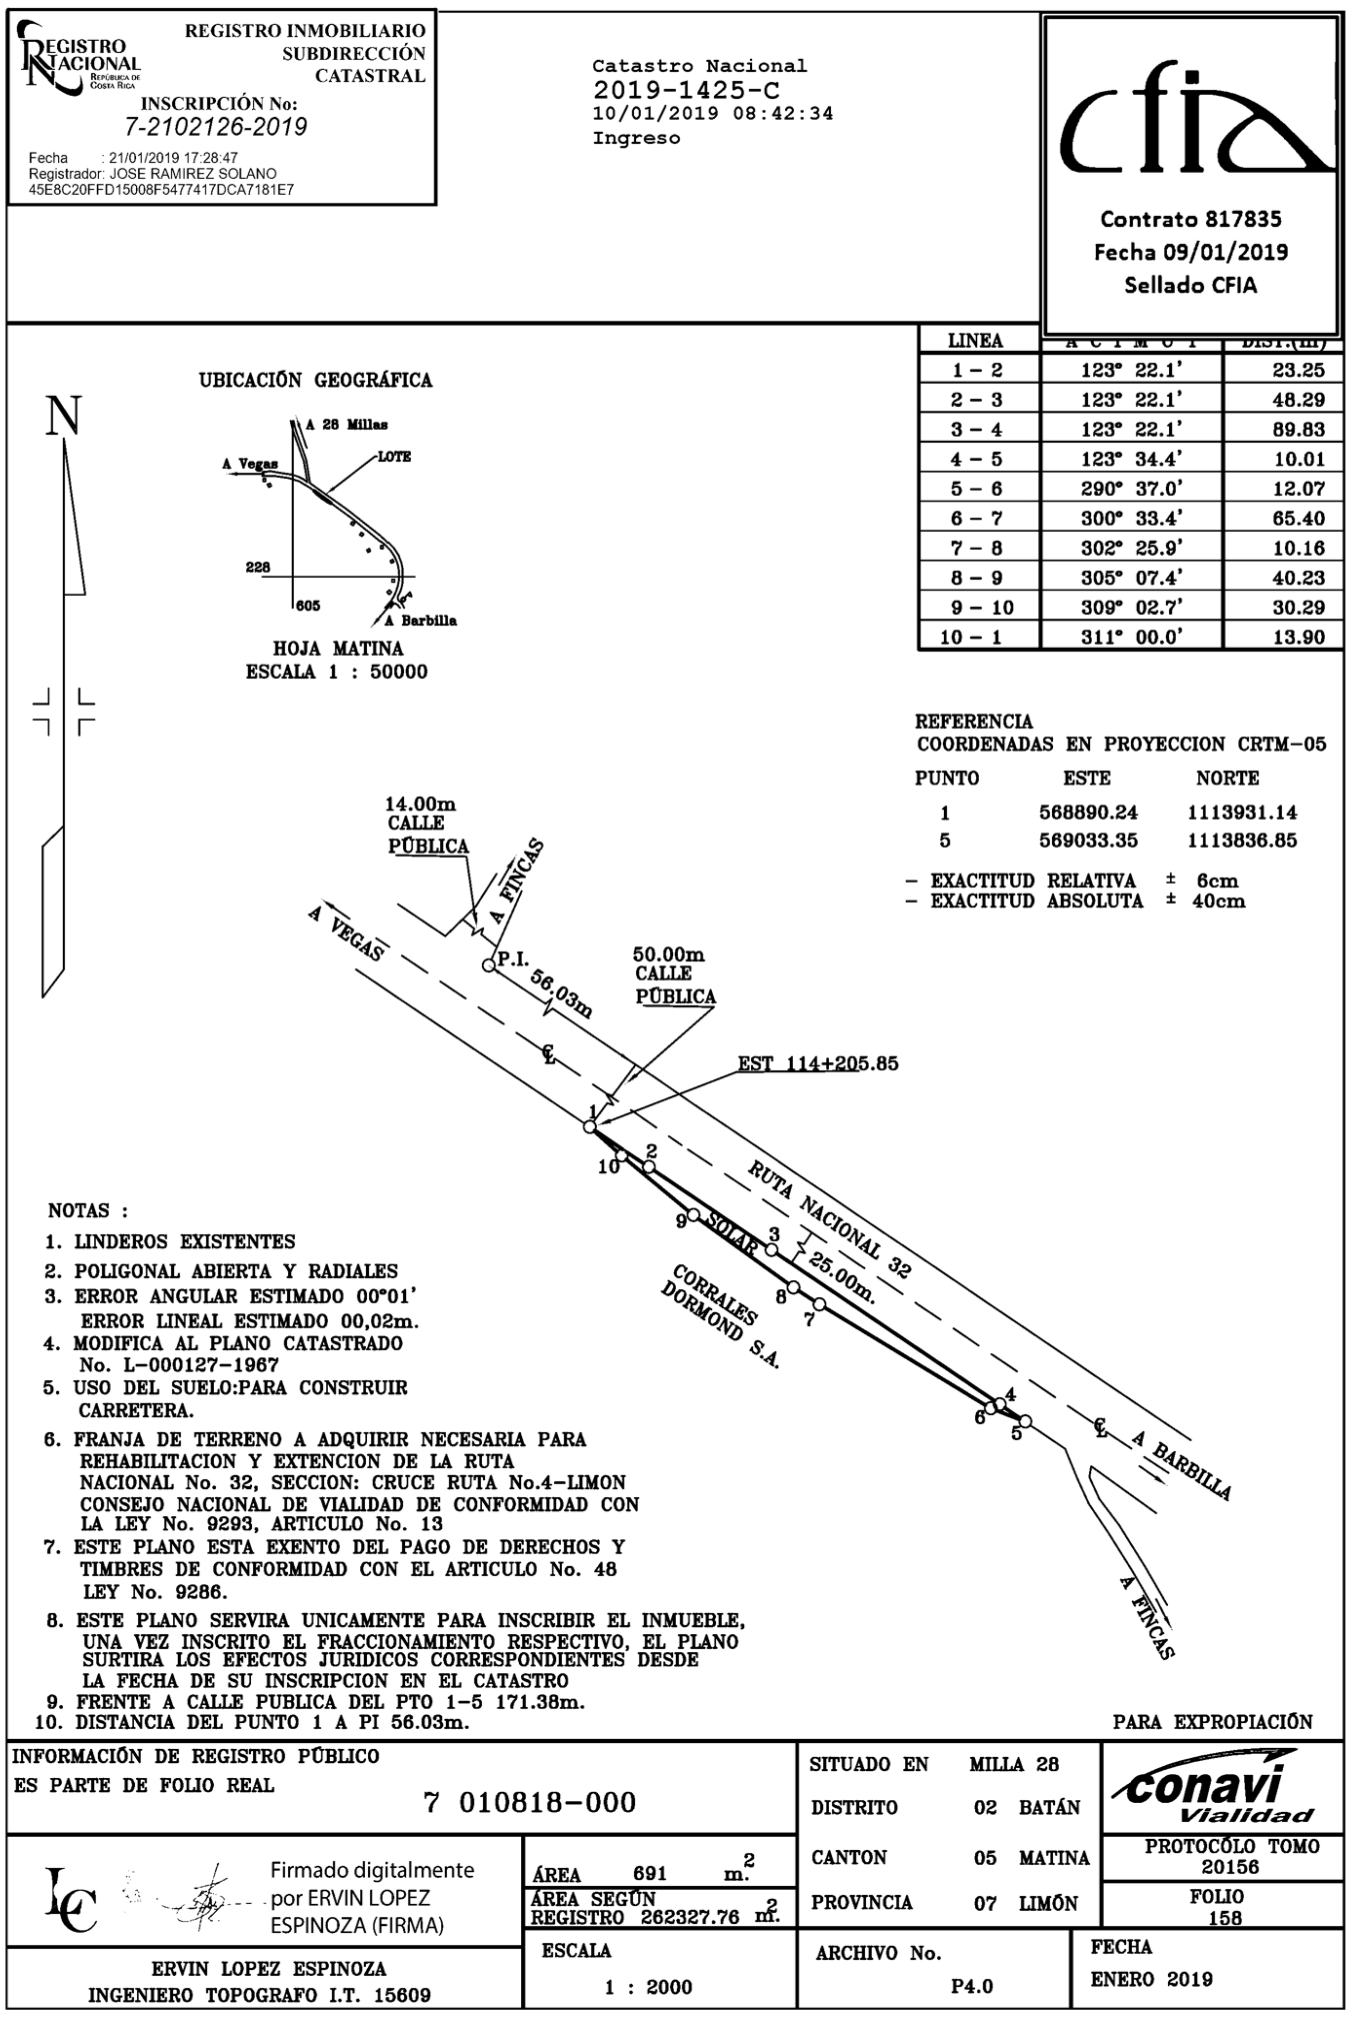 REGISTRO NACIONAL
REPÚBLICA DE COSTA RICA
REGISTRO INMOBILIARIO
SUBDIRECCIÓN
CATASTRAL
INSCRIPCIÓN No:
7-2102126-2019
Fecha : 21/01/2019 17:28:47
Registrador: JOSE RAMIREZ SOLANO
45E8C20FFD15008F5477417DCA7181E7
Catastro Nacional
2019-1425-C
10/01/2019 08:42:34
Ingreso
cfia
Contrato 817835
Fecha 09/01/2019
Sellado CFIA
LINEA A C I M U T DIST.(m)
1 - 2 123° 22.1' 23.25
2 - 3 123° 22.1' 48.29
3 - 4 123° 22.1' 89.83
4 - 5 123° 34.4' 10.01
5 - 6 290° 37.0' 12.07
6 - 7 300° 33.4' 65.40
7 - 8 302° 25.9' 10.16
8 - 9 305° 07.4' 40.23
9 - 10 309° 02.7' 30.29
10 - 1 311° 00.0' 13.90
UBICACIÓN GEOGRÁFICA
N
A 28 Millas
A Vegas
LOTE
228
605
A Barbilla
HOJA MATINA
ESCALA 1 : 50000
REFERENCIA
COORDENADAS EN PROYECCION CRTM-05
PUNTO ESTE NORTE
1 568890.24 1113931.14
5 569033.35 1113836.85
- EXACTITUD RELATIVA ± 6cm
- EXACTITUD ABSOLUTA ± 40cm
14.00m
CALLE
PÚBLICA
A FINCAS
A VEGAS
P.I.
56.03m
50.00m
CALLE
PÚBLICA
EST 114+205.85
1
10
2
9
SOLAR
3
RUTA NACIONAL 32
25.00m.
8
7
CORRALES
DORMOND S.A.
4
6
5
A BARBILLA
A FINCAS
NOTAS :
1. LINDEROS EXISTENTES
2. POLIGONAL ABIERTA Y RADIALES
3. ERROR ANGULAR ESTIMADO 00°01'
ERROR LINEAL ESTIMADO 00,02m.
4. MODIFICA AL PLANO CATASTRADO
No. L-000127-1967
5. USO DEL SUELO:PARA CONSTRUIR
CARRETERA.
6. FRANJA DE TERRENO A ADQUIRIR NECESARIA PARA
REHABILITACION Y EXTENCION DE LA RUTA
NACIONAL No. 32, SECCION: CRUCE RUTA No.4-LIMON
CONSEJO NACIONAL DE VIALIDAD DE CONFORMIDAD CON
LA LEY No. 9293, ARTICULO No. 13
7. ESTE PLANO ESTA EXENTO DEL PAGO DE DERECHOS Y
TIMBRES DE CONFORMIDAD CON EL ARTICULO No. 48
LEY No. 9286.
8. ESTE PLANO SERVIRA UNICAMENTE PARA INSCRIBIR EL INMUEBLE,
UNA VEZ INSCRITO EL FRACCIONAMIENTO RESPECTIVO, EL PLANO
SURTIRA LOS EFECTOS JURIDICOS CORRESPONDIENTES DESDE
LA FECHA DE SU INSCRIPCION EN EL CATASTRO
9. FRENTE A CALLE PUBLICA DEL PTO 1-5 171.38m.
10. DISTANCIA DEL PUNTO 1 A PI 56.03m.
PARA EXPROPIACIÓN
INFORMACIÓN DE REGISTRO PÚBLICO
ES PARTE DE FOLIO REAL
7 010818-000
SITUADO EN MILLA 28
DISTRITO 02 BATÁN
CANTON 05 MATINA
PROVINCIA 07 LIMÓN
conavi
Vialidad
PROTOCÓLO TOMO
20156
FOLIO
158
LC
Firmado digitalmente
por ERVIN LOPEZ
ESPINOZA (FIRMA)
ERVIN LOPEZ ESPINOZA
INGENIERO TOPOGRAFO I.T. 15609
ÁREA 691 m.2
ÁREA SEGÚN
REGISTRO 262327.76 m.2
ESCALA
1 : 2000
ARCHIVO No.
P4.0
FECHA
ENERO 2019